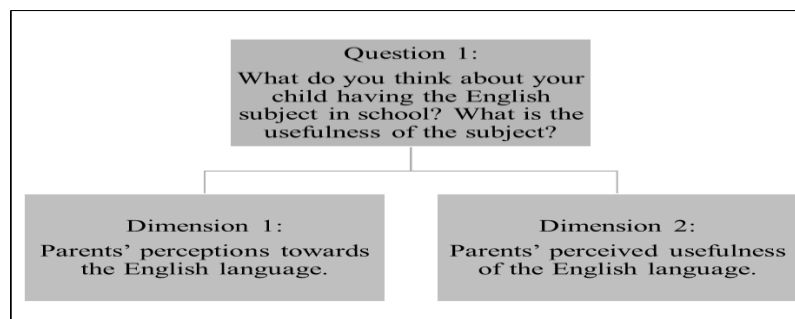 Question 1:
What do you think about your
child having the English
subject in school? What is the
usefulness of the subject?
Dimension 1:
Parents’ perceptions towards
the English language.
Dimension 2:
Parents’ perceived usefulness
of the English language.